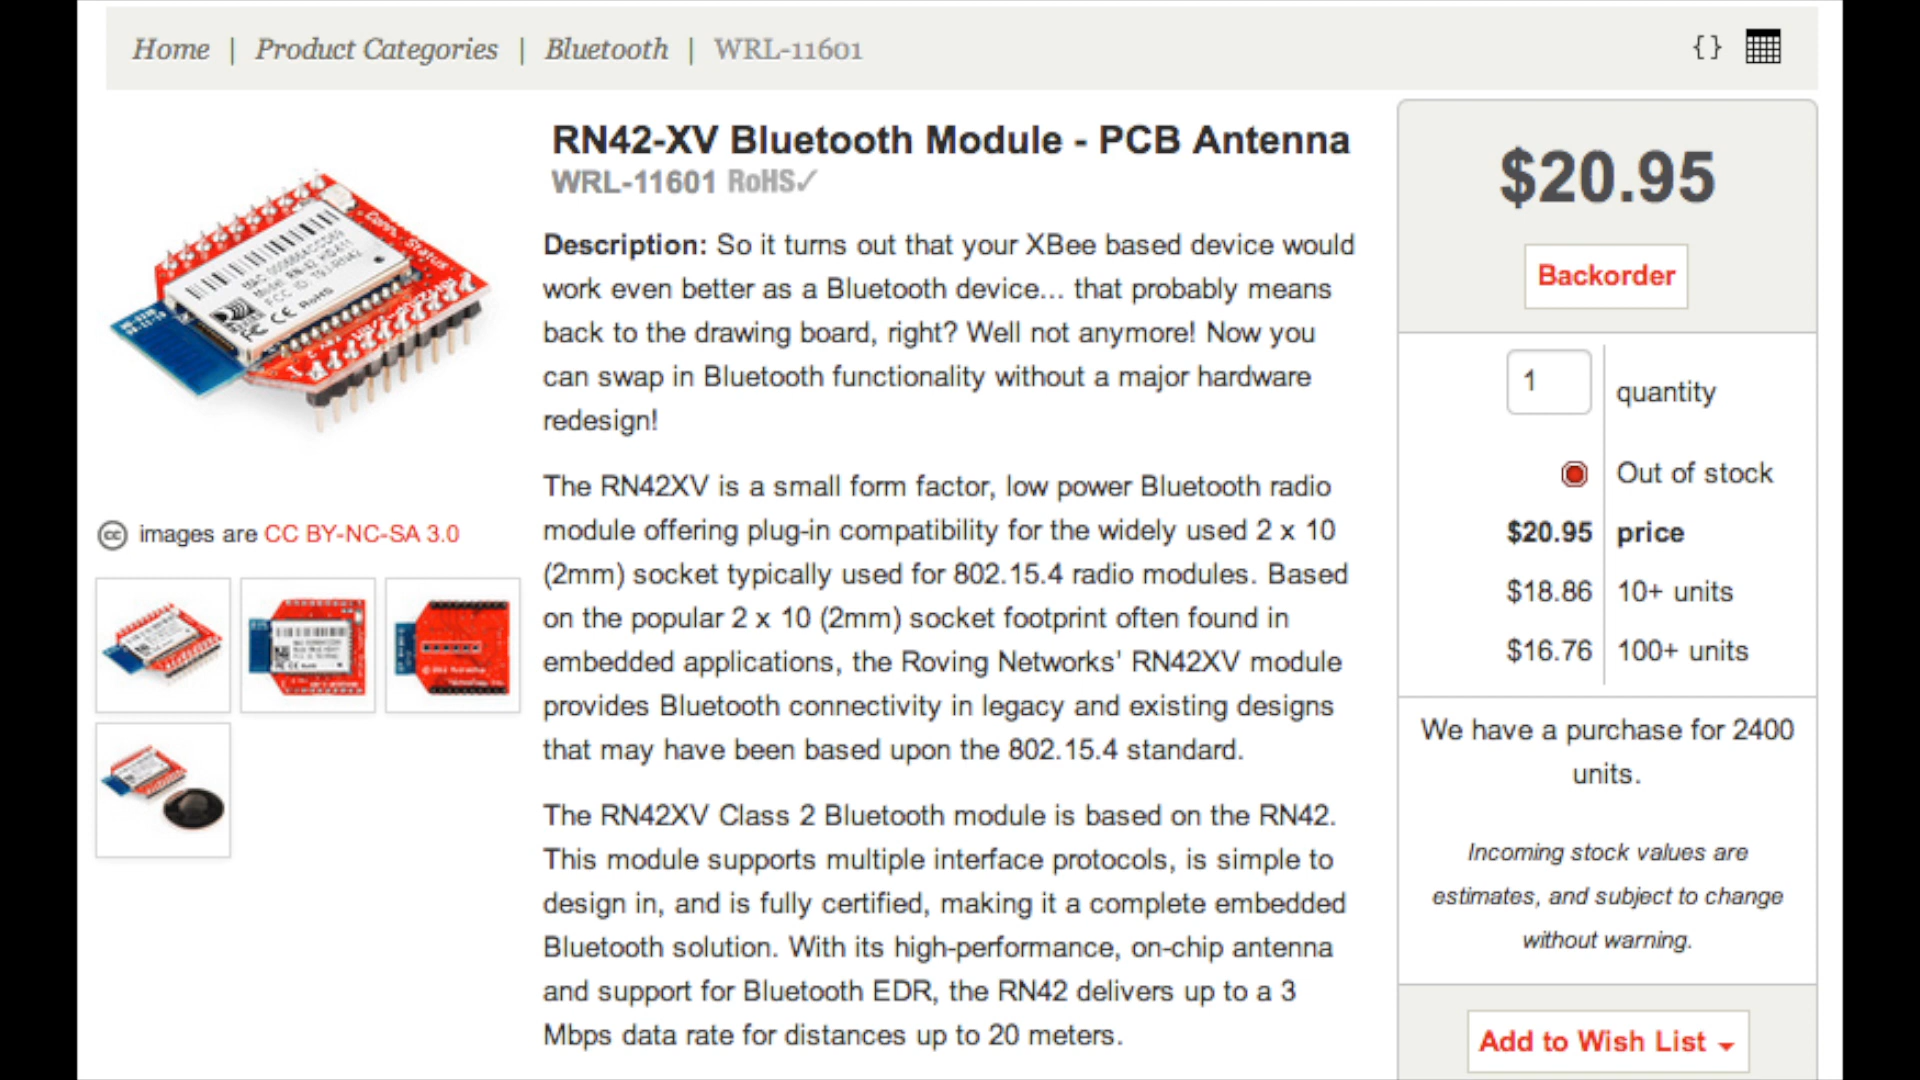 Home | Product Categories | Bluetooth | WRL-11601
{}
RN42-XV Bluetooth Module - PCB Antenna
WRL-11601 RoHS✓
Description: So it turns out that your XBee based device would
work even better as a Bluetooth device... that probably means
back to the drawing board, right? Well not anymore! Now you
can swap in Bluetooth functionality without a major hardware
redesign!
The RN42XV is a small form factor, low power Bluetooth radio
module offering plug-in compatibility for the widely used 2 x 10
(2mm) socket typically used for 802.15.4 radio modules. Based
on the popular 2 x 10 (2mm) socket footprint often found in
embedded applications, the Roving Networks' RN42XV module
provides Bluetooth connectivity in legacy and existing designs
that may have been based upon the 802.15.4 standard.
The RN42XV Class 2 Bluetooth module is based on the RN42.
This module supports multiple interface protocols, is simple to
design in, and is fully certified, making it a complete embedded
Bluetooth solution. With its high-performance, on-chip antenna
and support for Bluetooth EDR, the RN42 delivers up to a 3
Mbps data rate for distances up to 20 meters.
Conn. Status
RoHS
cc images are CC BY-NC-SA 3.0
$20.95
Backorder
1 quantity
Out of stock
$20.95 price
$18.86 10+ units
$16.76 100+ units
We have a purchase for 2400
units.
Incoming stock values are
estimates, and subject to change
without warning.
Add to Wish List